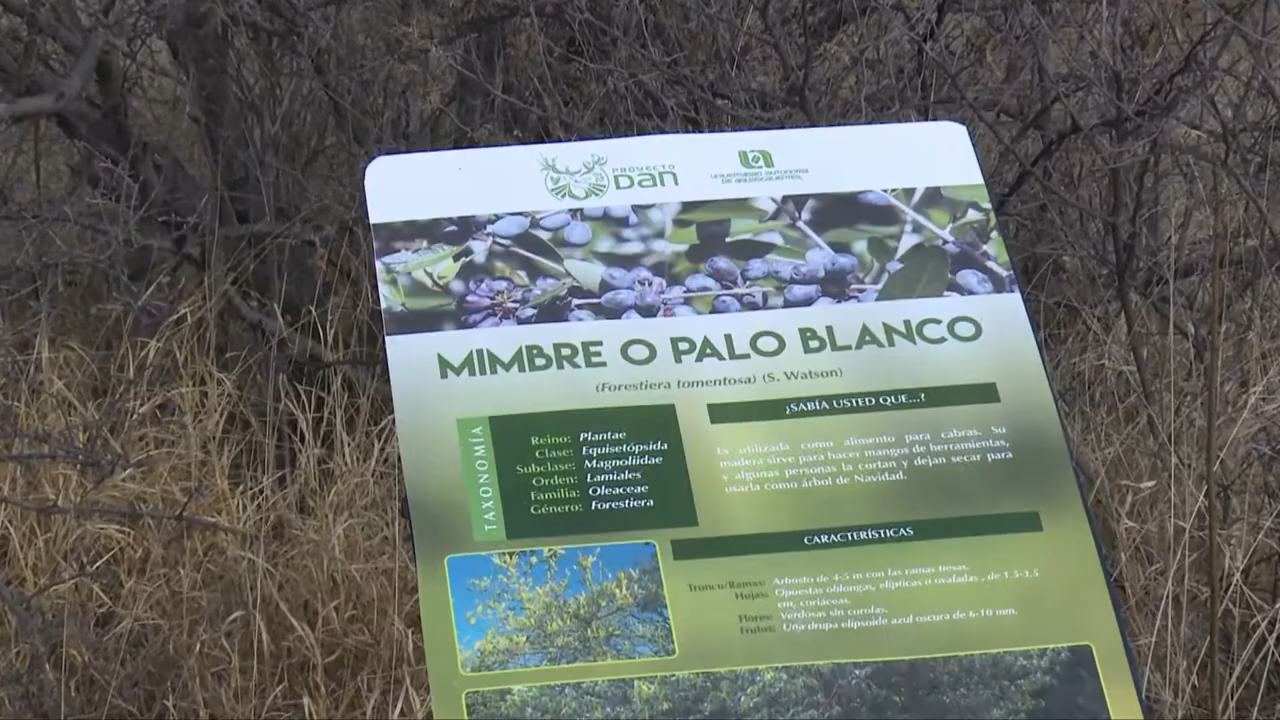 PROYECTO
Dan
UNIVERSIDAD AUTONOMA
DE AGUASCALIENTES
MIMBRE O PALO BLANCO
(Forestiera tomentosa) (S. Watson)
TAXONOMÍA
Reino: Plantae
Clase: Equisetópsida
Subclase: Magnoliidae
Orden: Lamiales
Familia: Oleaceae
Género: Forestiera
¿SABÍA USTED QUE...?
Es utilizada como alimento para cabras. Su
madera sirve para hacer mangos de herramientas,
y algunas personas la cortan y dejan secar para
usarla como árbol de Navidad.
CARACTERÍSTICAS
Tronco/Ramas: Arbusto de 4-5 m con las ramas tiesas.
Hojas: Opuestas oblongas, elípticas u ovaladas , de 1.5-3.5
cm, coriáceas.
Flores: Verdosas sin corolas.
Frutos: Una drupa elipsoide azul oscura de 6-10 mm.